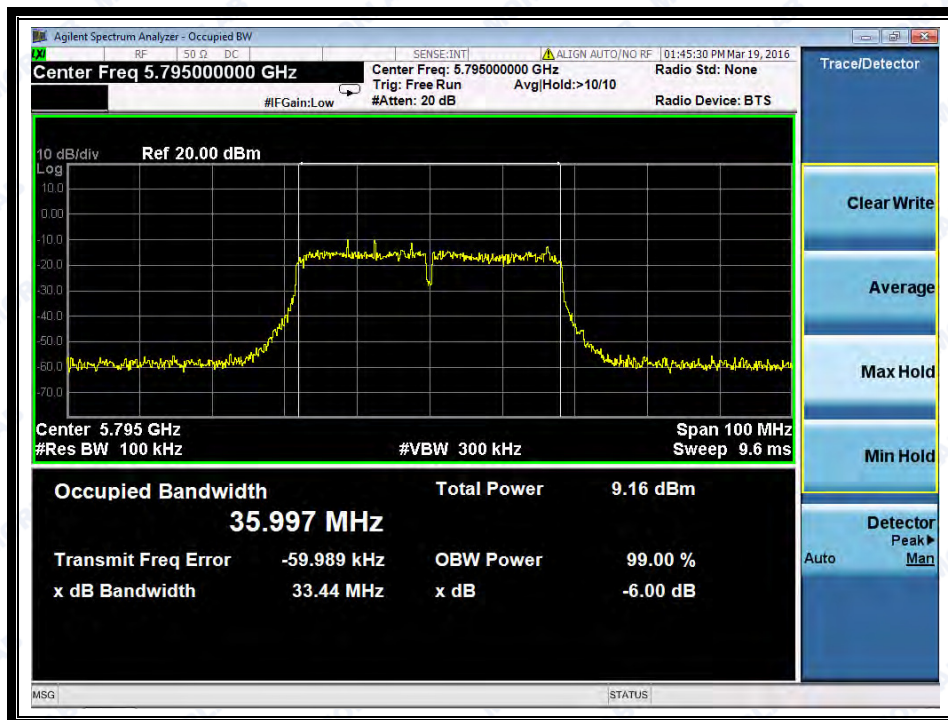 Agilent Spectrum Analyzer - Occupied BW
LXI RF 50 Ω DC SENSE:INT ALIGN AUTO/NO RF 01:45:30 PM Mar 19, 2016
Center Freq 5.795000000 GHz
Center Freq: 5.795000000 GHz
Radio Std: None
Trig: Free Run Avg|Hold:>10/10
#IFGain:Low
#Atten: 20 dB
Radio Device: BTS
10 dB/div Ref 20.00 dBm
Log
10.0
0.00
-10.0
-20.0
-30.0
-40.0
-50.0
-60.0
-70.0
Center 5.795 GHz Span 100 MHz
#Res BW 100 kHz #VBW 300 kHz Sweep 9.6 ms
Occupied Bandwidth Total Power 9.16 dBm
35.997 MHz
Transmit Freq Error -59.989 kHz OBW Power 99.00 %
x dB Bandwidth 33.44 MHz x dB -6.00 dB
MSG STATUS
Trace/Detector
Clear Write
Average
Max Hold
Min Hold
Detector
Peak▶
Auto Man